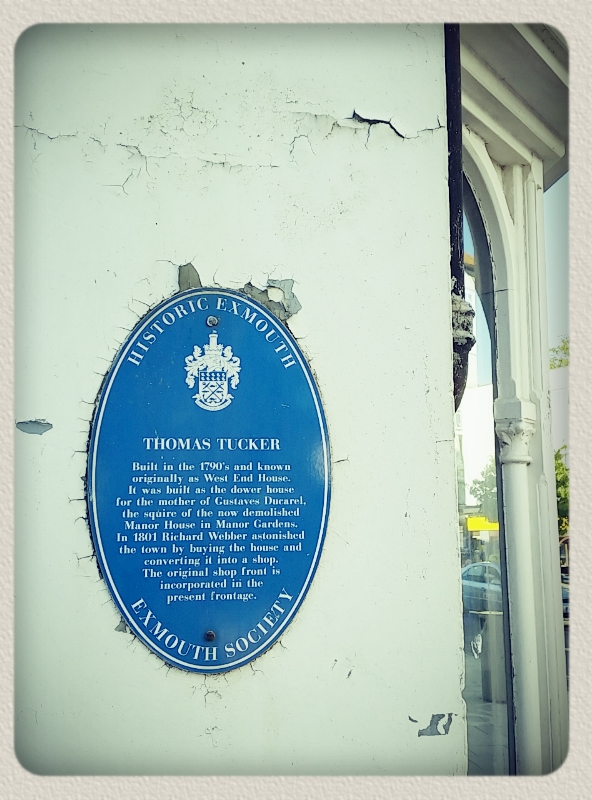 HISTORIC EXMOUTH
THOMAS TUCKER
Built in the 1790's and known
originally as West End House.
It was built as the dower house
for the mother of Gustaves Ducarel,
the squire of the now demolished
Manor House in Manor Gardens.
In 1801 Richard Webber astonished
the town by buying the house and
converting it into a shop.
The original shop front is
incorporated in the
present frontage.
EXMOUTH SOCIETY